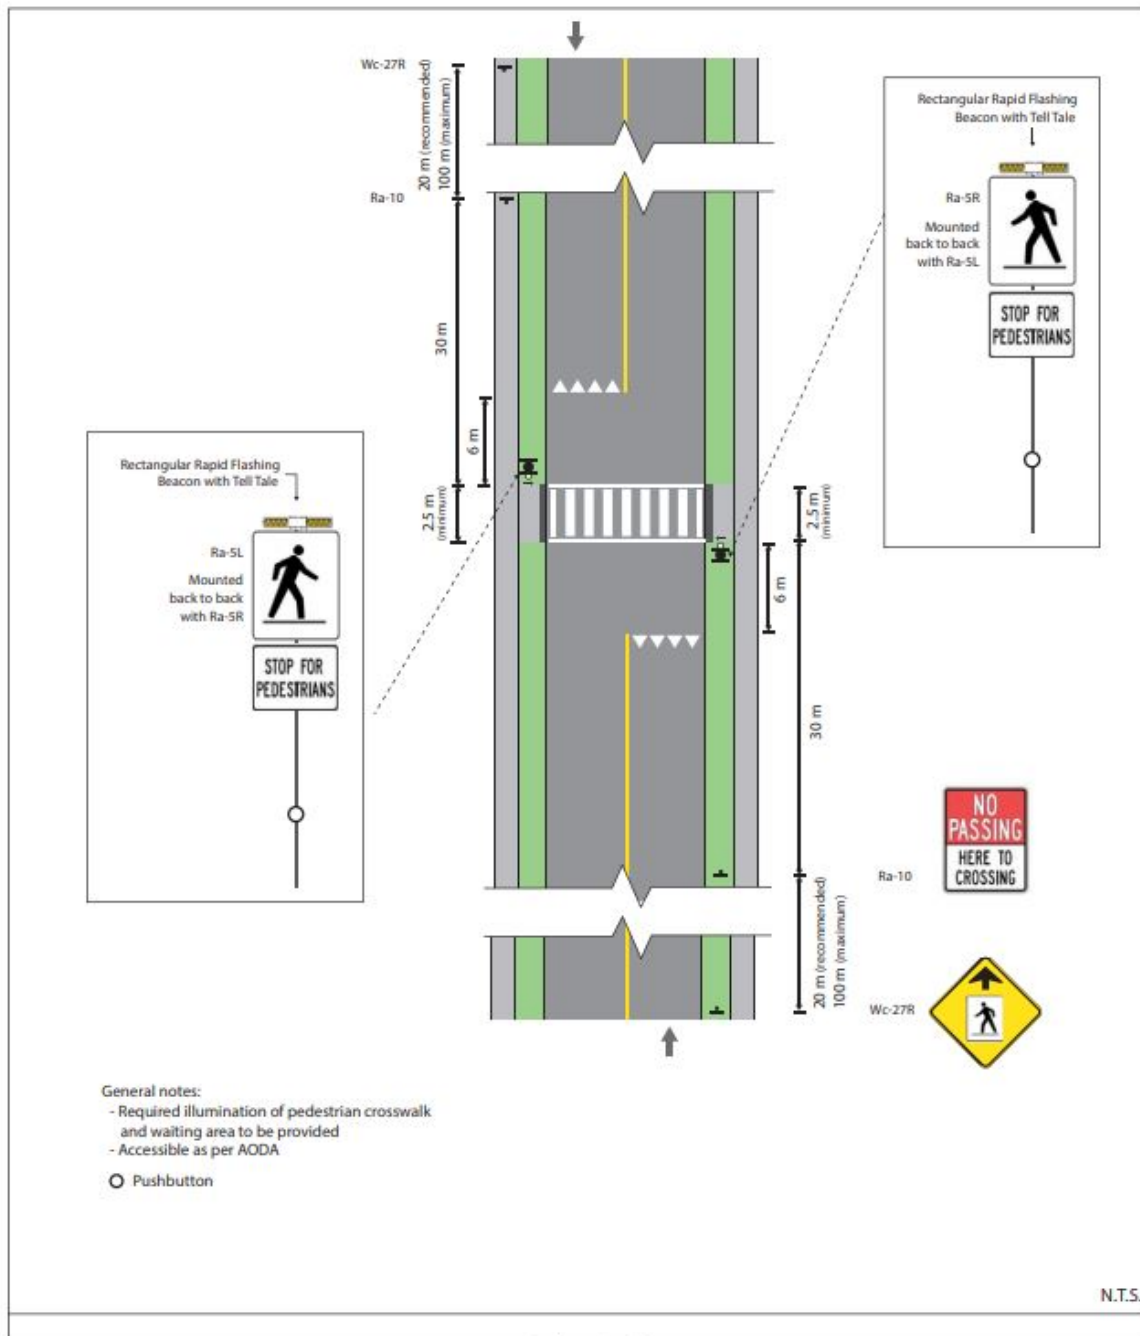 Wc-27R
20 m (recommended)
100 m (maximum)
Ra-10
30 m
6 m
2.5 m
(minimum)
Rectangular Rapid Flashing
Beacon with Tell Tale
Ra-5R
Mounted
back to back
with Ra-5L
STOP FOR
PEDESTRIANS
Rectangular Rapid Flashing
Beacon with Tell Tale
Ra-5L
Mounted
back to back
with Ra-5R
STOP FOR
PEDESTRIANS
2.5 m
(minimum)
6 m
30 m
20 m (recommended)
100 m (maximum)
NO
PASSING
HERE TO
CROSSING
Ra-10
Wc-27R
General notes:
- Required illumination of pedestrian crosswalk
and waiting area to be provided
- Accessible as per AODA
Pushbutton
N.T.S.